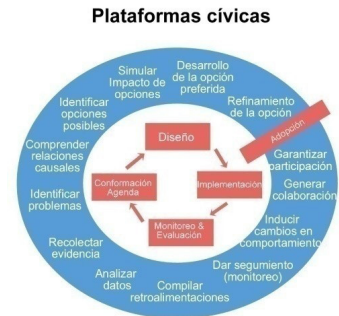 Plataformas cívicas
Simular
Impacto de
opciones
Desarrollo
de la opción
preferida
Refinamiento
de la opción
Adopción
Garantizar
participación
Generar
colaboración
Inducir
cambios en
comportamiento
Dar segumiento
(monitoreo)
Compilar
retroalimentaciones
Analizar
datos
Recolectar
evidencia
Identificar
problemas
Comprender
relaciones
causales
Identificar
opciones
posibles
Diseño
Implementación
Monitoreo &
Evaluación
Conformación
Agenda